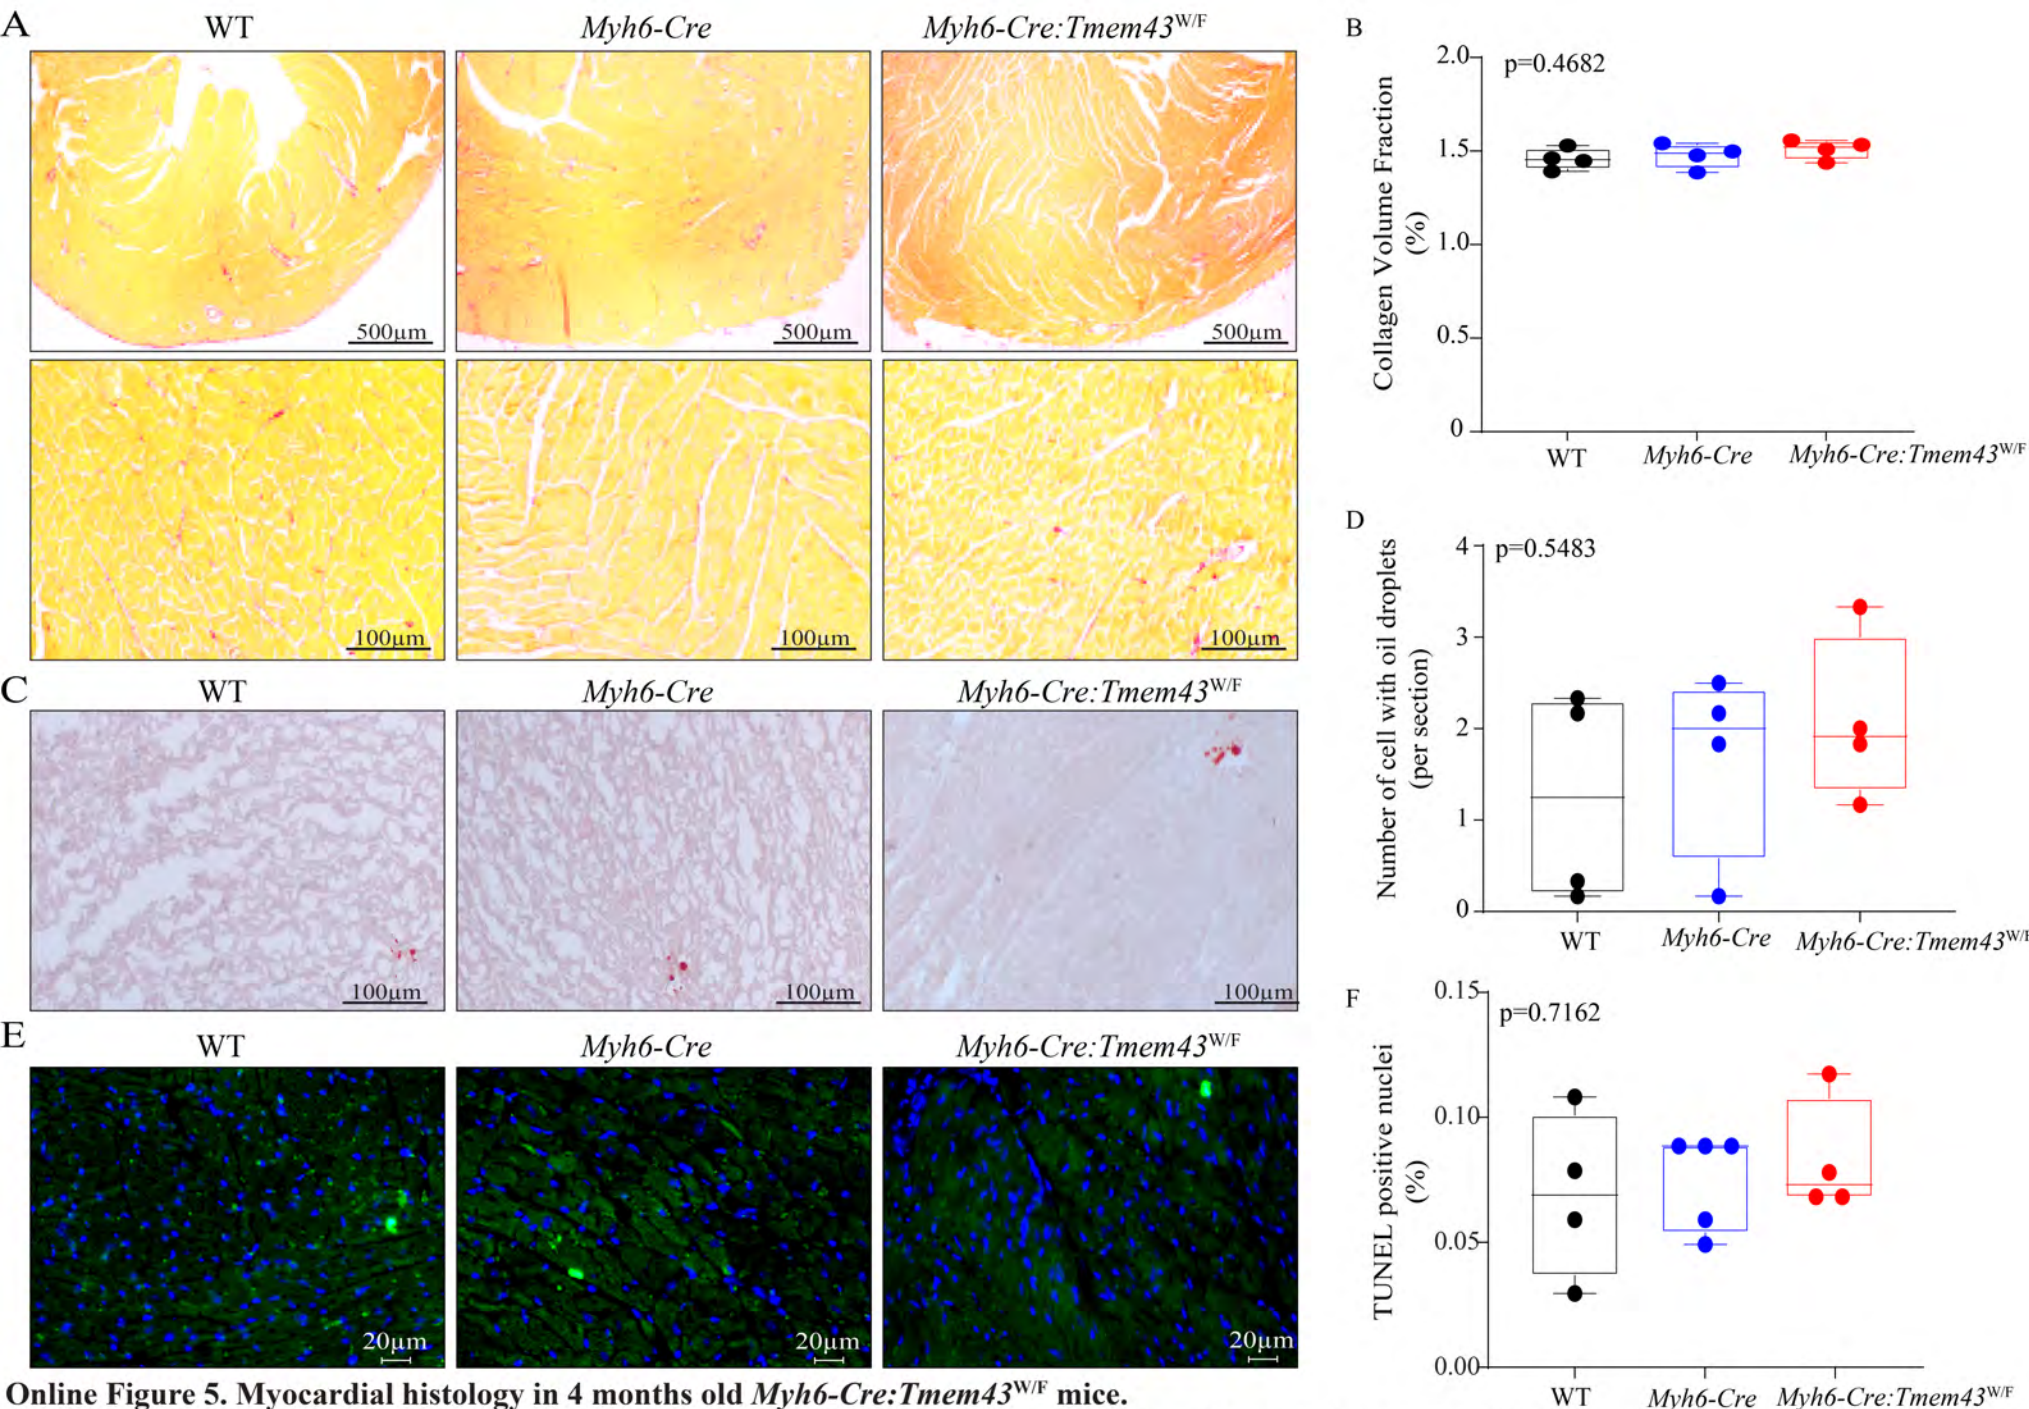 A
WT
Myh6-Cre
Myh6-Cre:Tmem43W/F
500µm
500µm
500µm
100µm
100µm
100µm
B
p=0.4682
Collagen Volume Fraction
(%)
2.0
1.5
1.0
0.5
0
WT
Myh6-Cre
Myh6-Cre:Tmem43W/F
C
WT
Myh6-Cre
Myh6-Cre:Tmem43W/F
100µm
100µm
100µm
D
p=0.5483
Number of cell with oil droplets
(per section)
4
3
2
1
0
WT
Myh6-Cre
Myh6-Cre:Tmem43W/F
E
WT
Myh6-Cre
Myh6-Cre:Tmem43W/F
20µm
20µm
20µm
F
p=0.7162
TUNEL positive nuclei
(%)
0.15
0.10
0.05
0.00
WT
Myh6-Cre
Myh6-Cre:Tmem43W/F
Online Figure 5. Myocardial histology in 4 months old Myh6-Cre:Tmem43W/F mice.